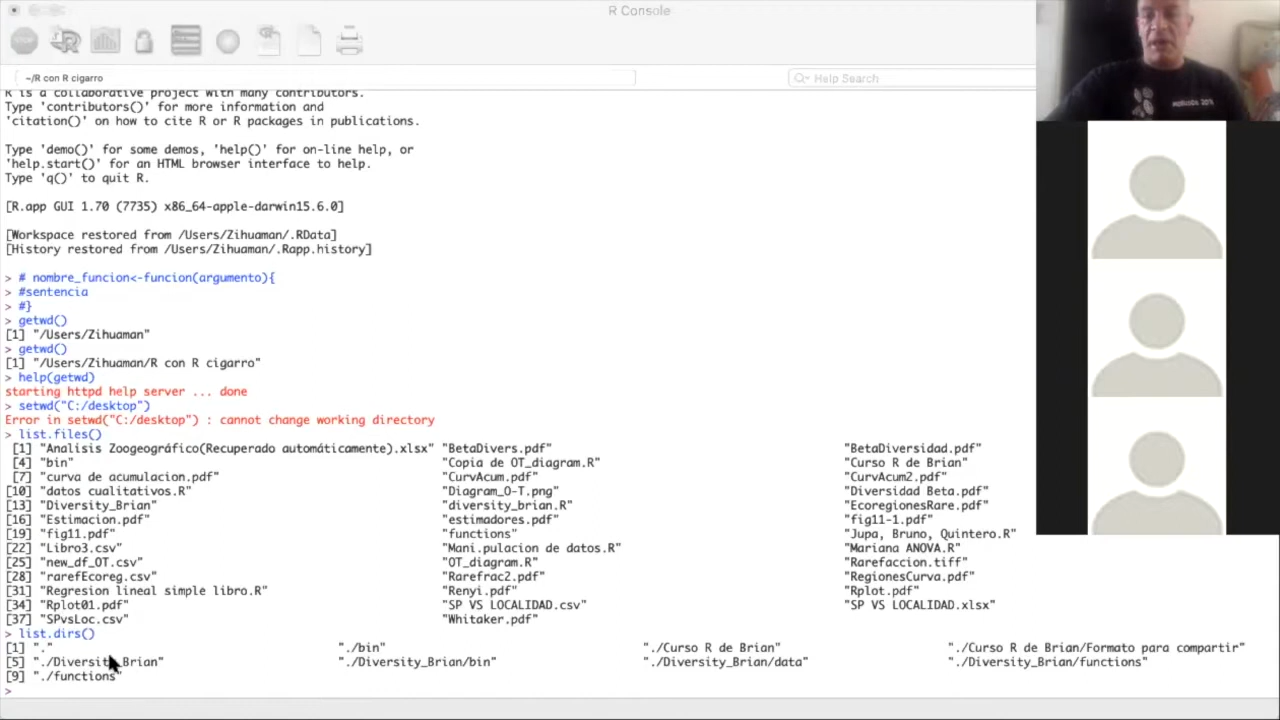 R Console
~/R con R cigarro
Help Search
R is a collaborative project with many contributors.
Type 'contributors()' for more information and
'citation()' on how to cite R or R packages in publications.
Type 'demo()' for some demos, 'help()' for on-line help, or
'help.start()' for an HTML browser interface to help.
Type 'q()' to quit R.
[R.app GUI 1.70 (7735) x86_64-apple-darwin15.6.0]
[Workspace restored from /Users/Zihuaman/.RData]
[History restored from /Users/Zihuaman/.Rapp.history]
> # nombre_funcion<-funcion(argumento){
> #sentencia
> #}
> getwd()
[1] "/Users/Zihuaman"
> getwd()
[1] "/Users/Zihuaman/R con R cigarro"
> help(getwd)
starting httpd help server ... done
> setwd("C:/desktop")
Error in setwd("C:/desktop") : cannot change working directory
> list.files()
[1] "Analisis Zoogeográfico(Recuperado automáticamente).xlsx" "BetaDivers.pdf" "BetaDiversidad.pdf"
[4] "bin" "Copia de OT_diagram.R" "Curso R de Brian"
[7] "curva de acumulacion.pdf" "CurvAcum.pdf" "CurvAcum2.pdf"
[10] "datos cualitativos.R" "Diagram_O-T.png" "Diversidad Beta.pdf"
[13] "Diversity_Brian" "diversity_brian.R" "EcoregionesRare.pdf"
[16] "Estimacion.pdf" "estimadores.pdf" "fig11-1.pdf"
[19] "fig11.pdf" "functions" "Jupa, Bruno, Quintero.R"
[22] "Libro3.csv" "Mani.pulacion de datos.R" "Mariana ANOVA.R"
[25] "new_df_OT.csv" "OT_diagram.R" "Rarefaccion.tiff"
[28] "rarefEcoreg.csv" "Rarefrac2.pdf" "RegionesCurva.pdf"
[31] "Regresion lineal simple libro.R" "Renyi.pdf" "Rplot.pdf"
[34] "Rplot01.pdf" "SP VS LOCALIDAD.csv" "SP VS LOCALIDAD.xlsx"
[37] "SPvsLoc.csv" "Whitaker.pdf"
> list.dirs()
[1] "." "./bin" "./Curso R de Brian" "./Curso R de Brian/Formato para compartir"
[5] "./Diversity_Brian" "./Diversity_Brian/bin" "./Diversity_Brian/data" "./Diversity_Brian/functions"
[9] "./functions"
>